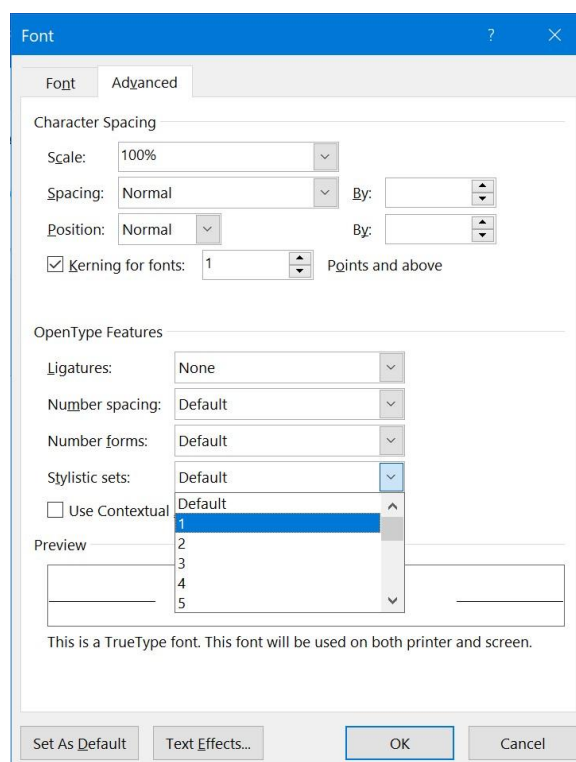 Font ?
Font Advanced
Character Spacing
Scale: 100%
Spacing: Normal By:
Position: Normal By:
Kerning for fonts: 1 Points and above
OpenType Features
Ligatures: None
Number spacing: Default
Number forms: Default
Stylistic sets: Default
Use Contextual Default
1
Preview 2
3
4
5
This is a TrueType font. This font will be used on both printer and screen.
Set As Default Text Effects... OK Cancel